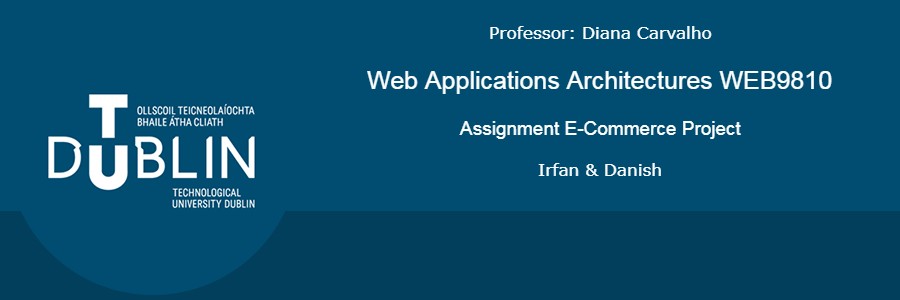 OLLSCOIL TEICNEOLAÍOCHTA
BHAILE ÁTHA CLIATH
TU DUBLIN
TECHNOLOGICAL
UNIVERSITY DUBLIN
Professor: Diana Carvalho
Web Applications Architectures WEB9810
Assignment E-Commerce Project
Irfan & Danish